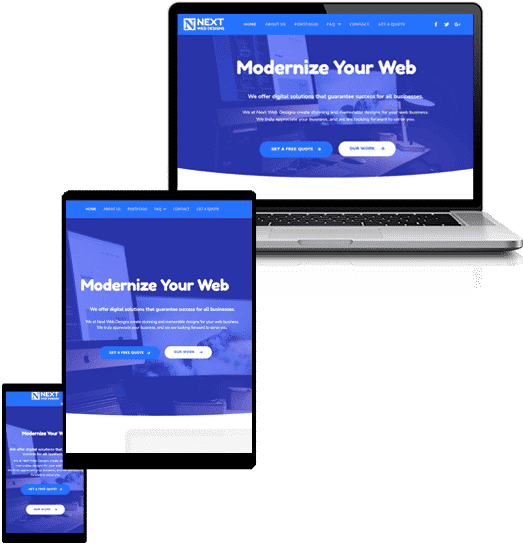 NEXT
WEB DESIGNS
HOME ABOUT US PORTFOLIO FAQ CONTACT GET A QUOTE
Modernize Your Web
We offer digital solutions that guarantee success for all businesses.
We at Next Web Designs create stunning and memorable designs for your web business.
We truly appreciate your business, and we are looking forward to serve you.
GET A FREE QUOTE
OUR WORK
HOME ABOUT US PORTFOLIO FAQ CONTACT GET A QUOTE
Modernize Your Web
We offer digital solutions that guarantee success for all businesses.
We at Next Web Designs create stunning and memorable designs for your web business.
We truly appreciate your business, and we are looking forward to serve you.
GET A FREE QUOTE
OUR WORK
NEXT
WEB DESIGNS
Modernize Your W
We offer digital solutions that
success for all business
We at Next Web Designs create
GET A FREE QUOTE
OUR WORK